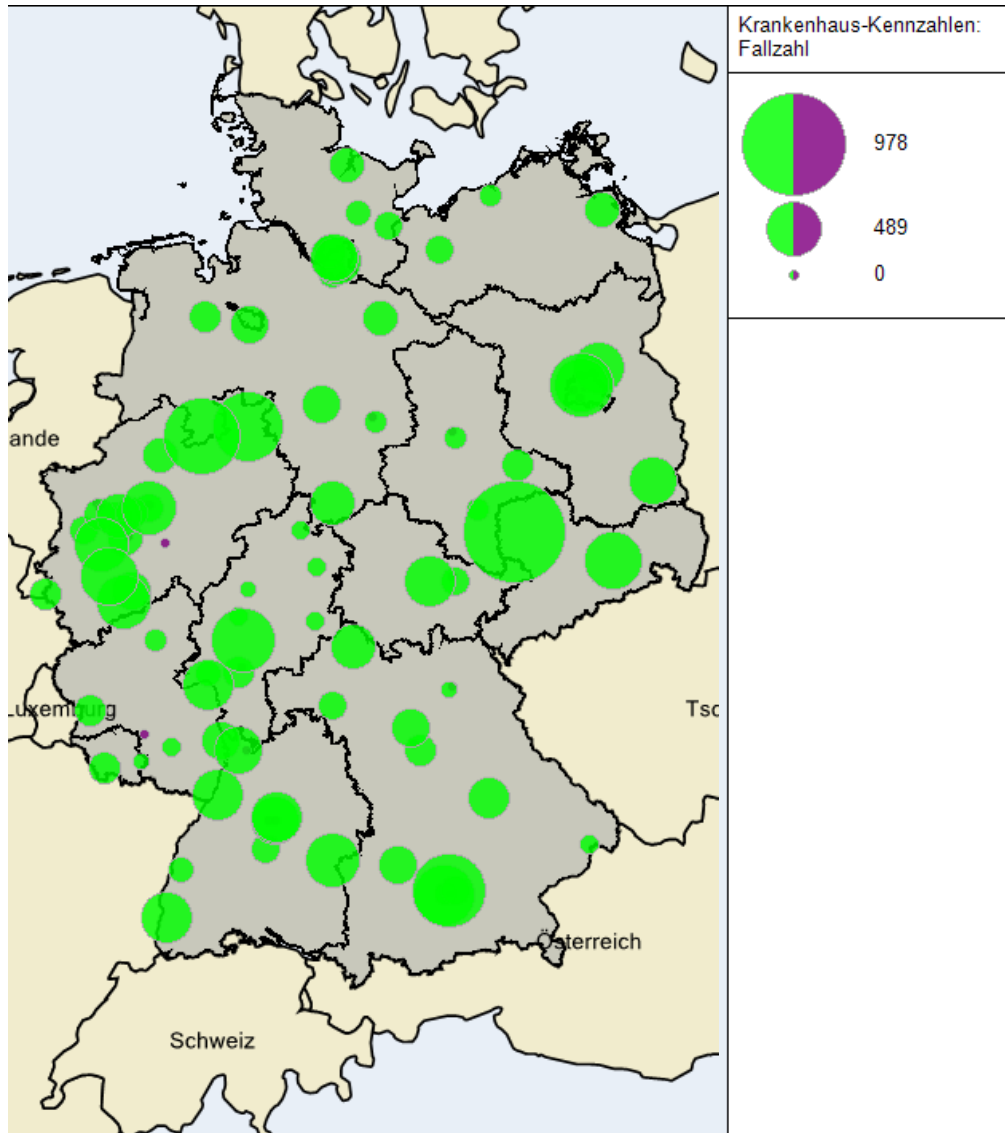 Krankenhaus-Kennzahlen:
Fallzahl
978
489
0
ande
Luxemburg
Tsc
Österreich
Schweiz